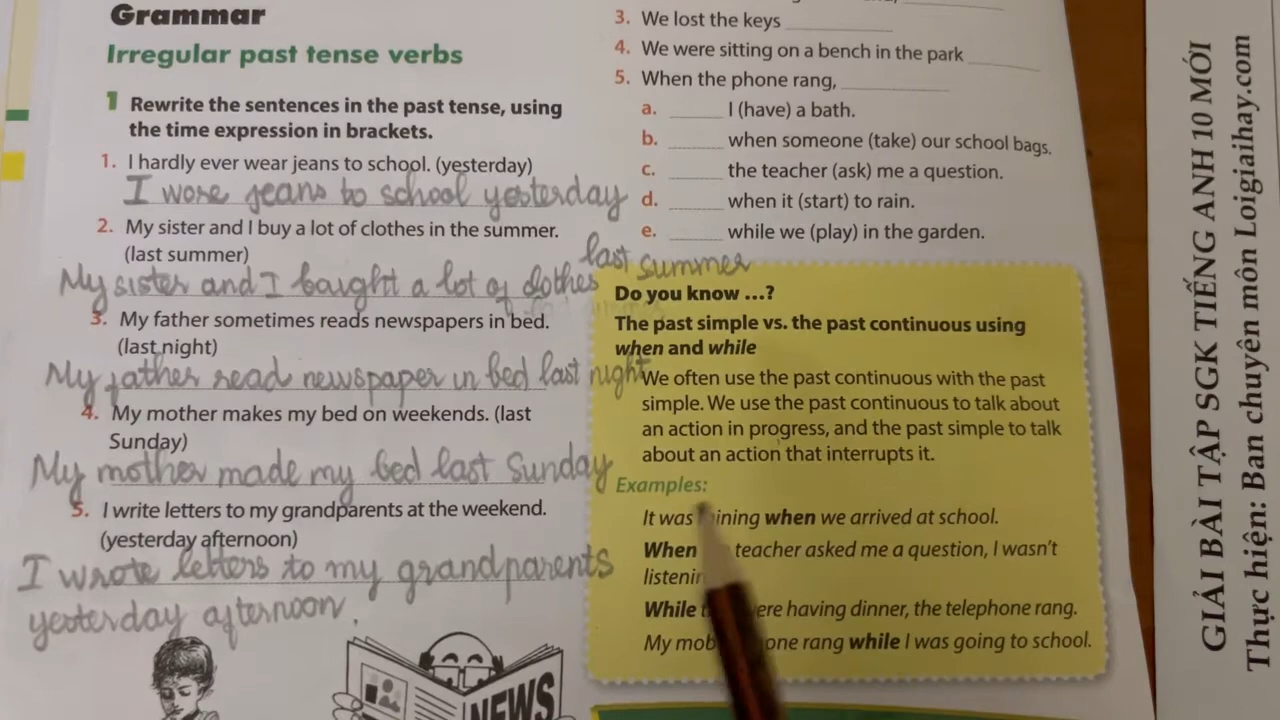 Grammar
Irregular past tense verbs
1 Rewrite the sentences in the past tense, using
the time expression in brackets.
1. I hardly ever wear jeans to school. (yesterday)
I wore jeans to school yesterday
2. My sister and I buy a lot of clothes in the summer.
(last summer)
last summer
My sister and I baught a lot of clothes
3. My father sometimes reads newspapers in bed.
(last night)
My father read newspaper in bed last night
4. My mother makes my bed on weekends. (last
Sunday)
My mother made my bed last Sunday
5. I write letters to my grandparents at the weekend.
(yesterday afternoon)
I wrote letters to my grandparents
yesterday afternoon.
NEWS
3. We lost the keys
4. We were sitting on a bench in the park
5. When the phone rang,
a. I (have) a bath.
b. when someone (take) our school bags.
c. the teacher (ask) me a question.
d. when it (start) to rain.
e. while we (play) in the garden.
Do you know ...?
The past simple vs. the past continuous using
when and while
We often use the past continuous with the past
simple. We use the past continuous to talk about
an action in progress, and the past simple to talk
about an action that interrupts it.
Examples:
It was raining when we arrived at school.
When teacher asked me a question, I wasn't
listening
While were having dinner, the telephone rang.
My mobile phone rang while I was going to school.
GIẢI BÀI TẬP SGK TIẾNG ANH 10 MỚI
Thực hiện: Ban chuyên môn Loigiaihay.com